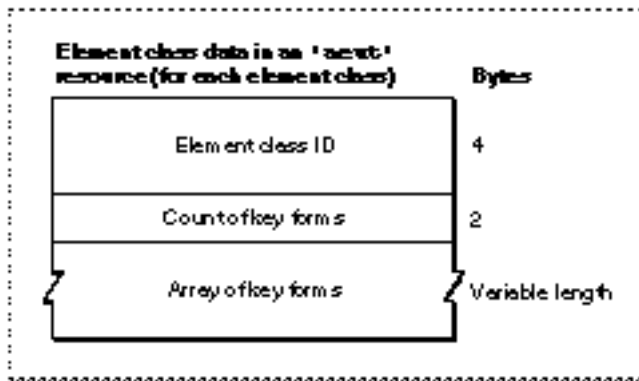 Element class data in an 'aeut'
resource (for each element class) Bytes
Element class ID 4
Count of key forms 2
Array of key forms Variable length